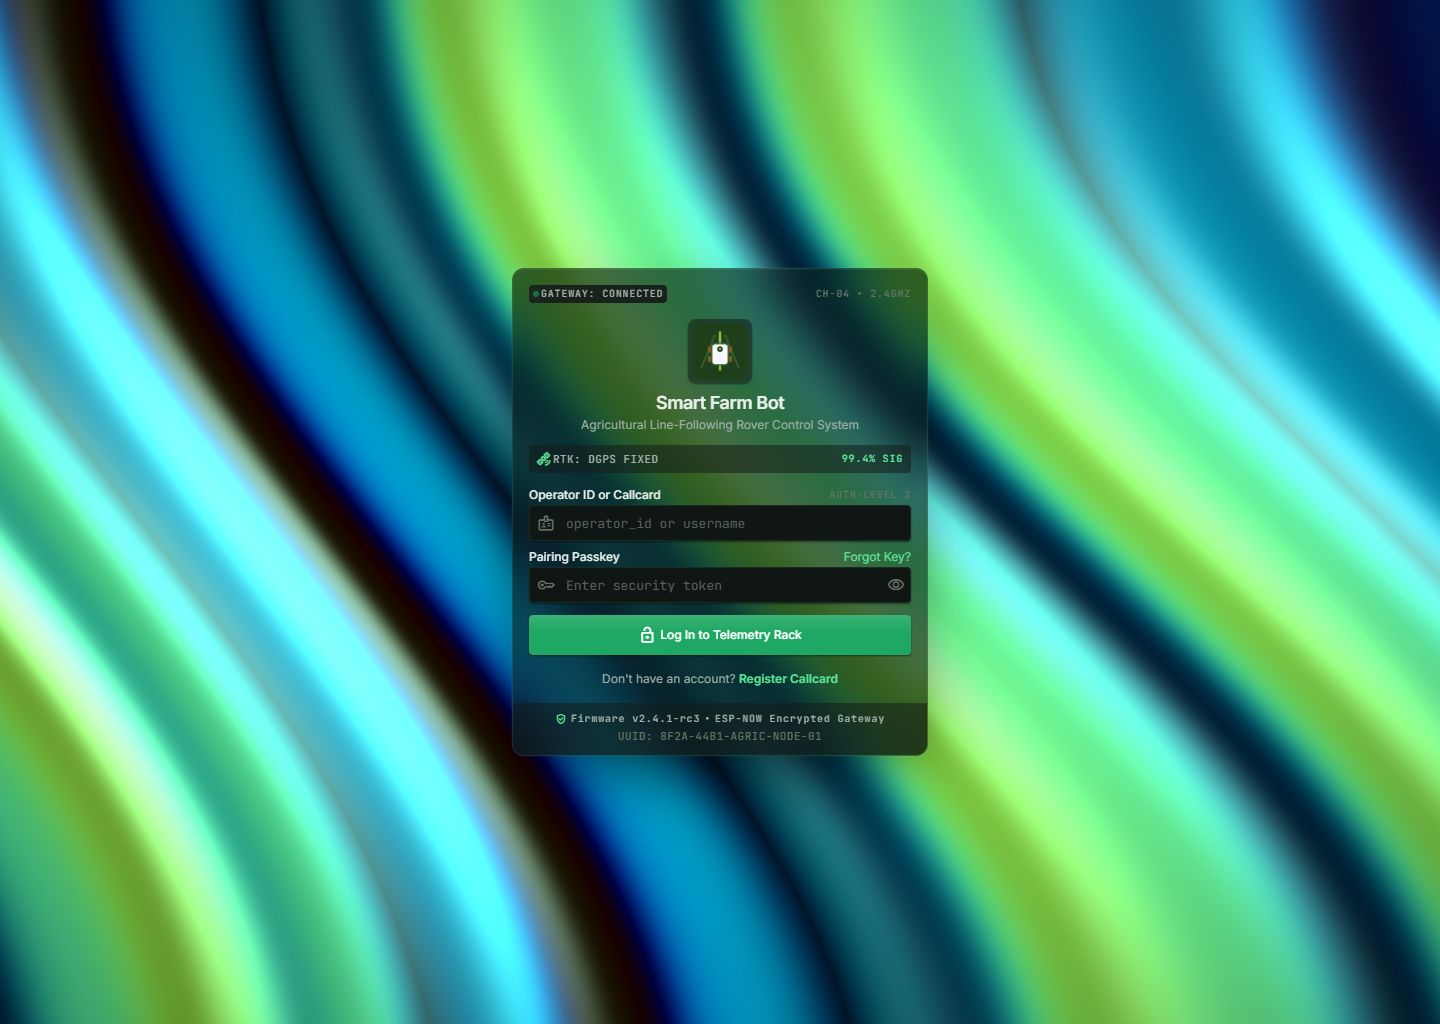 GATEWAY: CONNECTED
CH-04 • 2.4GHZ
Smart Farm Bot
Agricultural Line-Following Rover Control System
RTK: DGPS FIXED
99.4% SIG
Operator ID or Callcard
AUTH-LEVEL 2
operator_id or username
Pairing Passkey
Forgot Key?
Enter security token
Log In to Telemetry Rack
Don't have an account? Register Callcard
Firmware v2.4.1-rc3 • ESP-NOW Encrypted Gateway
UUID: 8F2A-44B1-AGRIC-NODE-01